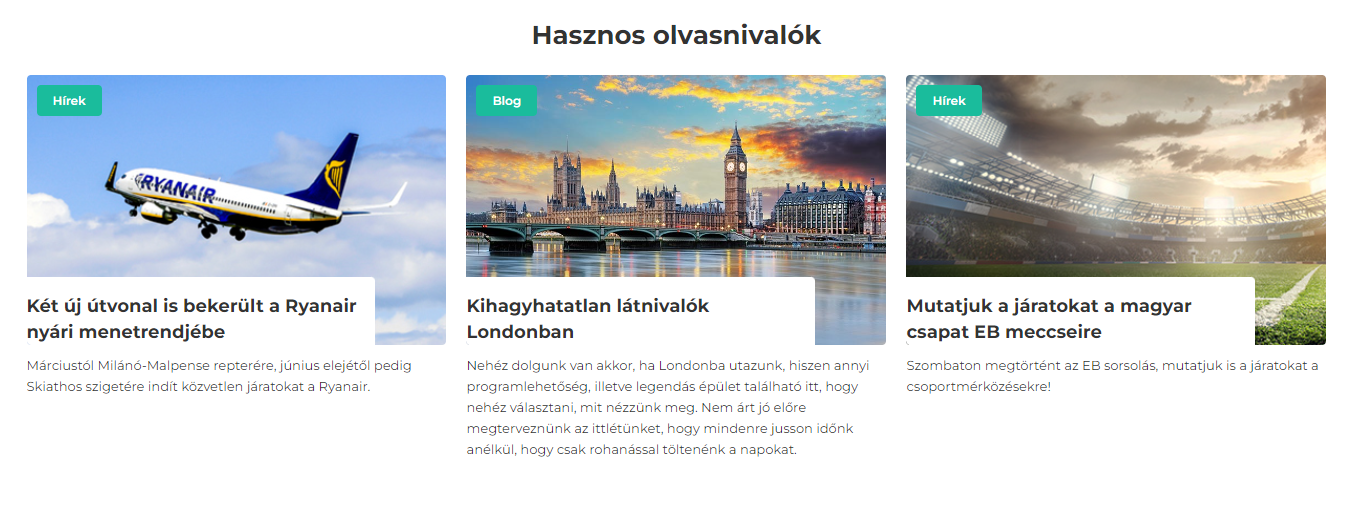 Hasznos olvasnivalók
Hírek
RYANAIR
Két új útvonal is bekerült a Ryanair
nyári menetrendjébe
Márciustól Milánó-Malpense repterére, június elejétől pedig
Skiathos szigetére indít közvetlen járatokat a Ryanair.
Blog
Kihagyhatatlan látnivalók
Londonban
Nehéz dolgunk van akkor, ha Londonba utazunk, hiszen annyi
programlehetőség, illetve legendás épület található itt, hogy
nehéz választani, mit nézzünk meg. Nem árt jó előre
megterveznünk az ittlétünket, hogy mindenre jusson időnk
anélkül, hogy csak rohanással töltenénk a napokat.
Hírek
Mutatjuk a járatokat a magyar
csapat EB meccseire
Szombaton megtörtént az EB sorsolás, mutatjuk is a járatokat a
csoportmérkőzésekre!